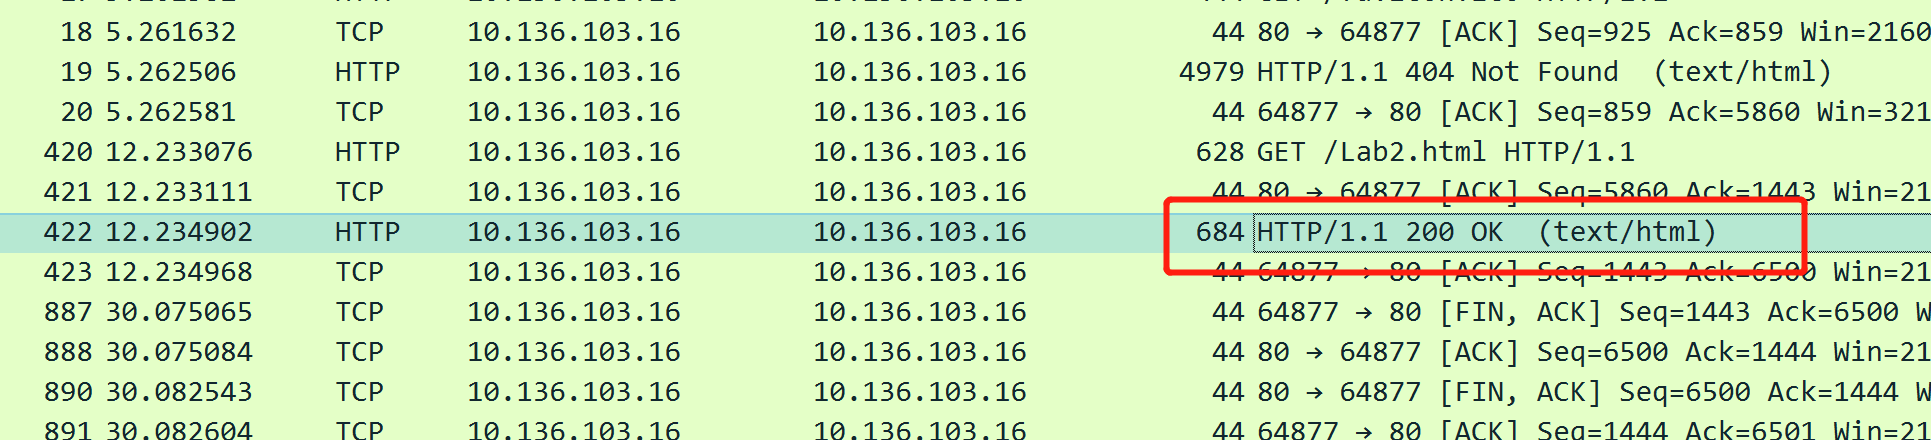 18 5.261632 TCP 10.136.103.16 10.136.103.16 44 80 → 64877 [ACK] Seq=925 Ack=859 Win=2160
19 5.262506 HTTP 10.136.103.16 10.136.103.16 4979 HTTP/1.1 404 Not Found (text/html)
20 5.262581 TCP 10.136.103.16 10.136.103.16 44 64877 → 80 [ACK] Seq=859 Ack=5860 Win=321
420 12.233076 HTTP 10.136.103.16 10.136.103.16 628 GET /Lab2.html HTTP/1.1
421 12.233111 TCP 10.136.103.16 10.136.103.16 44 80 → 64877 [ACK] Seq=5860 Ack=1443 Win=21
422 12.234902 HTTP 10.136.103.16 10.136.103.16 684 HTTP/1.1 200 OK (text/html)
423 12.234968 TCP 10.136.103.16 10.136.103.16 44 64877 → 80 [ACK] Seq=1443 Ack=6500 Win=21
887 30.075065 TCP 10.136.103.16 10.136.103.16 44 64877 → 80 [FIN, ACK] Seq=1443 Ack=6500 W
888 30.075084 TCP 10.136.103.16 10.136.103.16 44 80 → 64877 [ACK] Seq=6500 Ack=1444 Win=21
890 30.082543 TCP 10.136.103.16 10.136.103.16 44 80 → 64877 [FIN, ACK] Seq=6500 Ack=1444 W
891 30.082604 TCP 10.136.103.16 10.136.103.16 44 64877 → 80 [ACK] Seq=1444 Ack=6501 Win=21